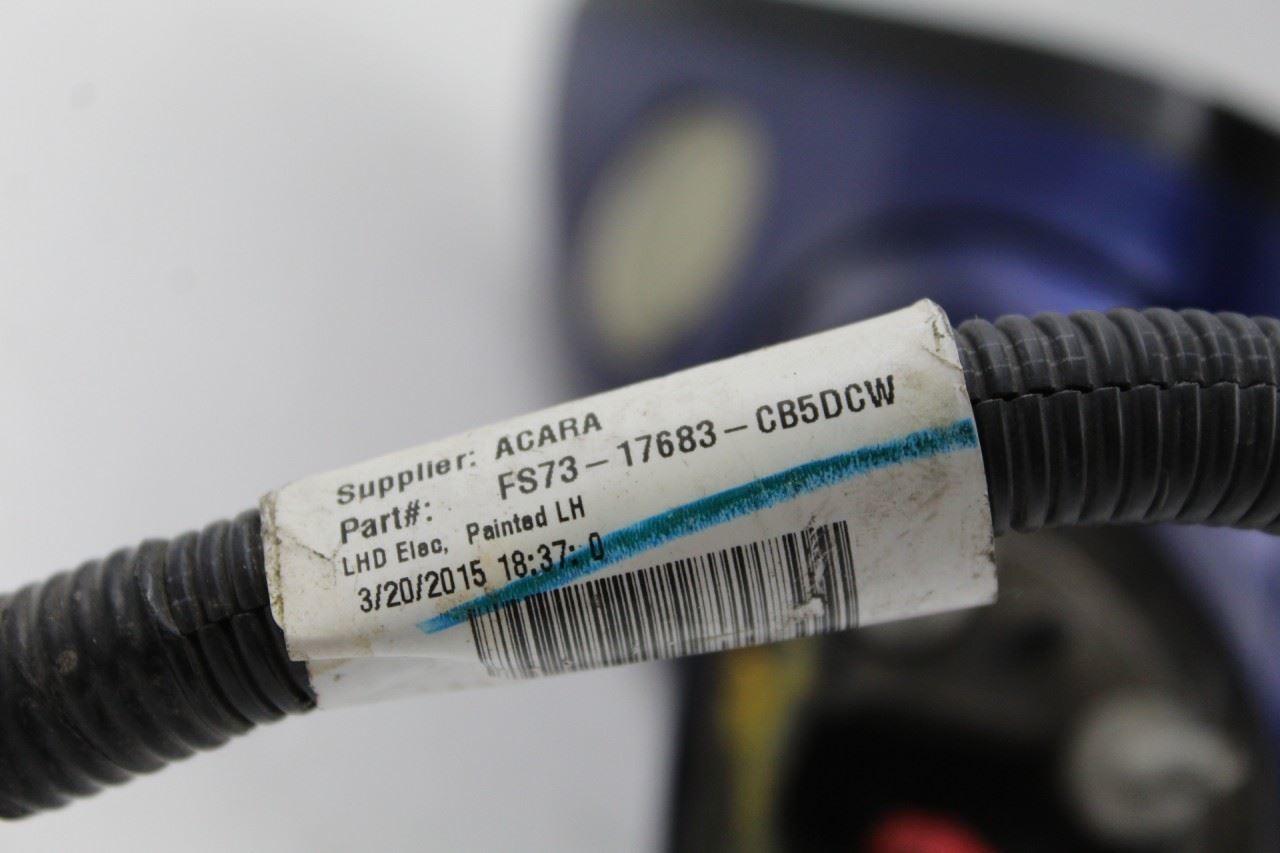 Supplier: ACARA
Part#: FS73-17683-CB5DCW
LHD Elec, Painted LH
3/20/2015 18:37: 0